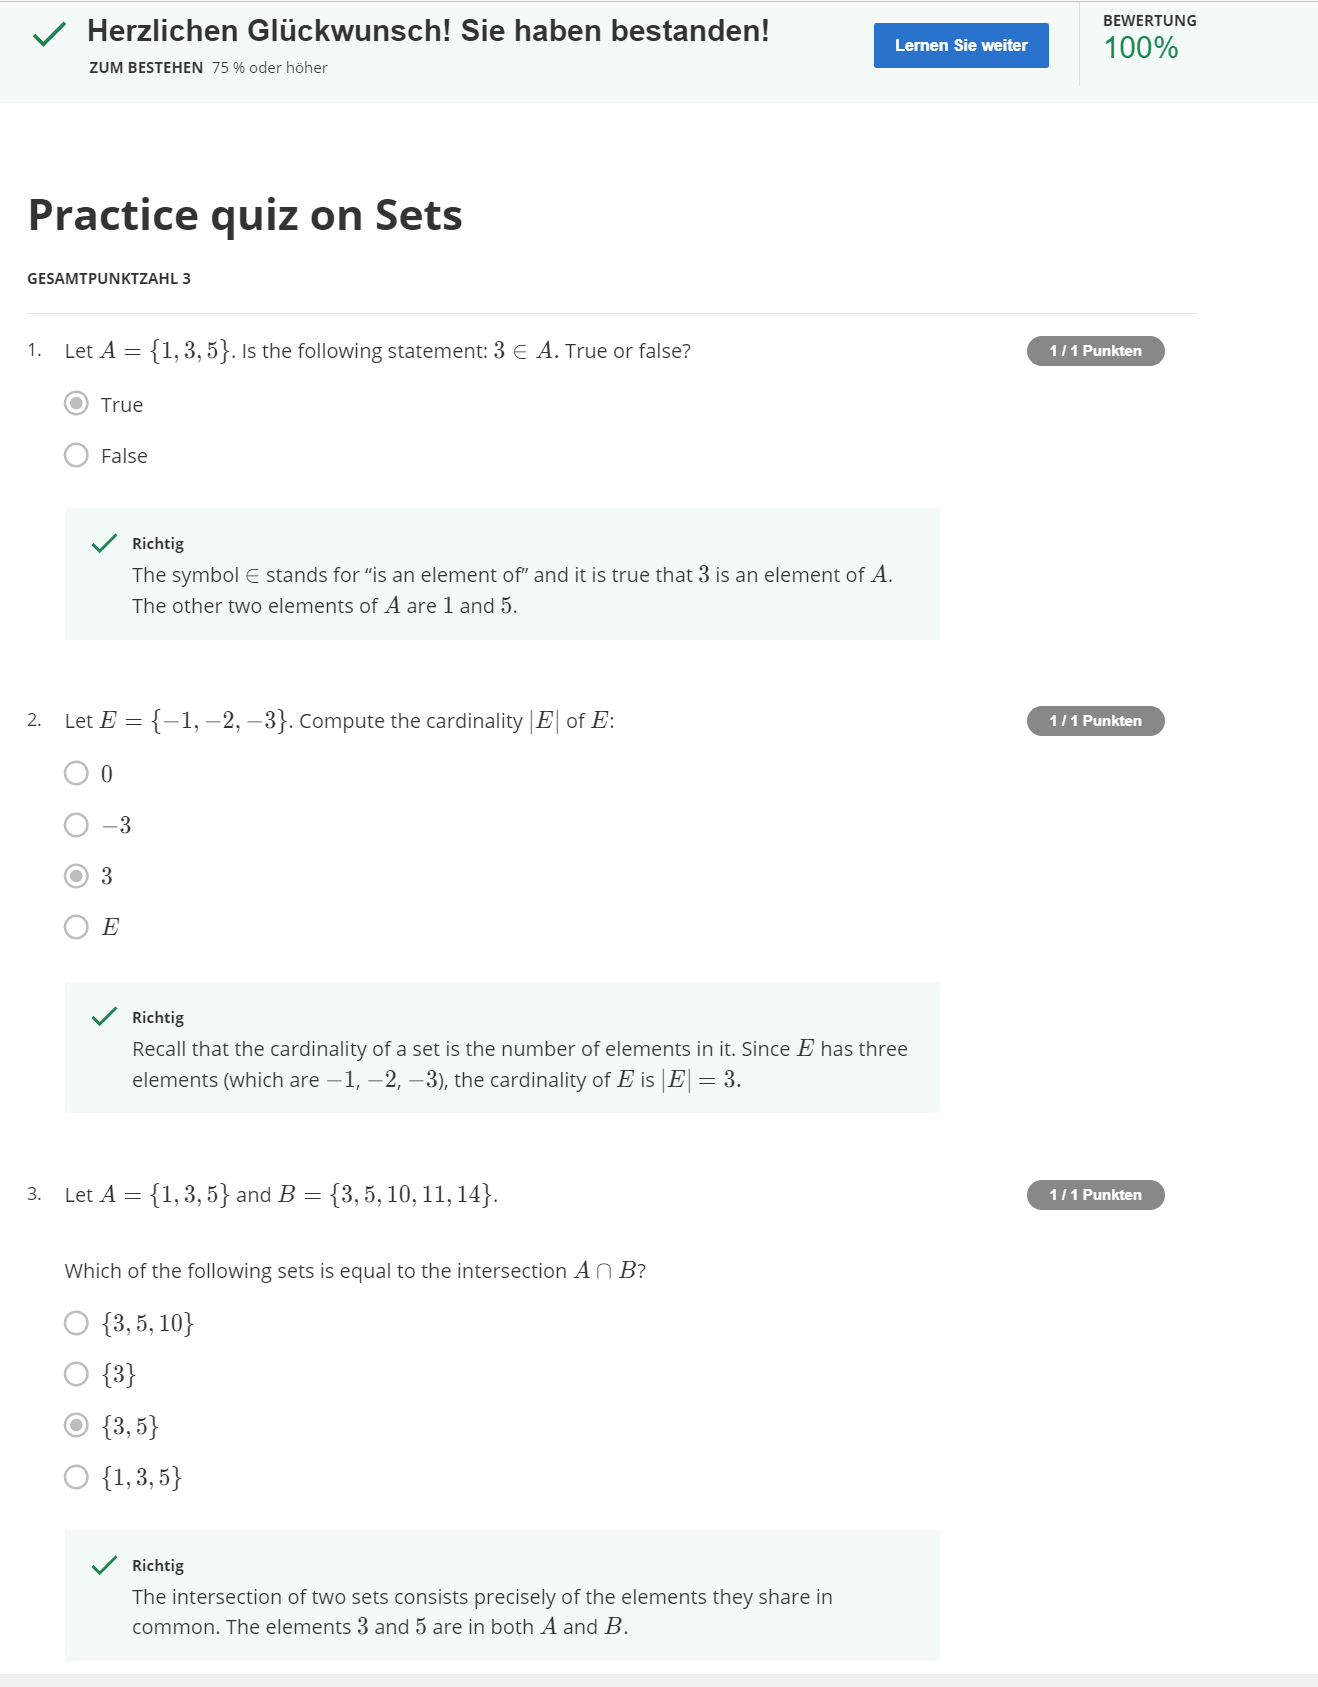 Herzlichen Glückwunsch! Sie haben bestanden!
ZUM BESTEHEN 75 % oder höher
Lernen Sie weiter
BEWERTUNG
100%
Practice quiz on Sets
GESAMTPUNKTZAHL 3
1. Let A = {1, 3, 5}. Is the following statement: 3 ∈ A. True or false?
1 / 1 Punkten
True
False
Richtig
The symbol ∈ stands for “is an element of” and it is true that 3 is an element of A.
The other two elements of A are 1 and 5.
2. Let E = {−1, −2, −3}. Compute the cardinality |E| of E:
1 / 1 Punkten
0
−3
3
E
Richtig
Recall that the cardinality of a set is the number of elements in it. Since E has three
elements (which are −1, −2, −3), the cardinality of E is |E| = 3.
3. Let A = {1, 3, 5} and B = {3, 5, 10, 11, 14}.
1 / 1 Punkten
Which of the following sets is equal to the intersection A ∩ B?
{3, 5, 10}
{3}
{3, 5}
{1, 3, 5}
Richtig
The intersection of two sets consists precisely of the elements they share in
common. The elements 3 and 5 are in both A and B.